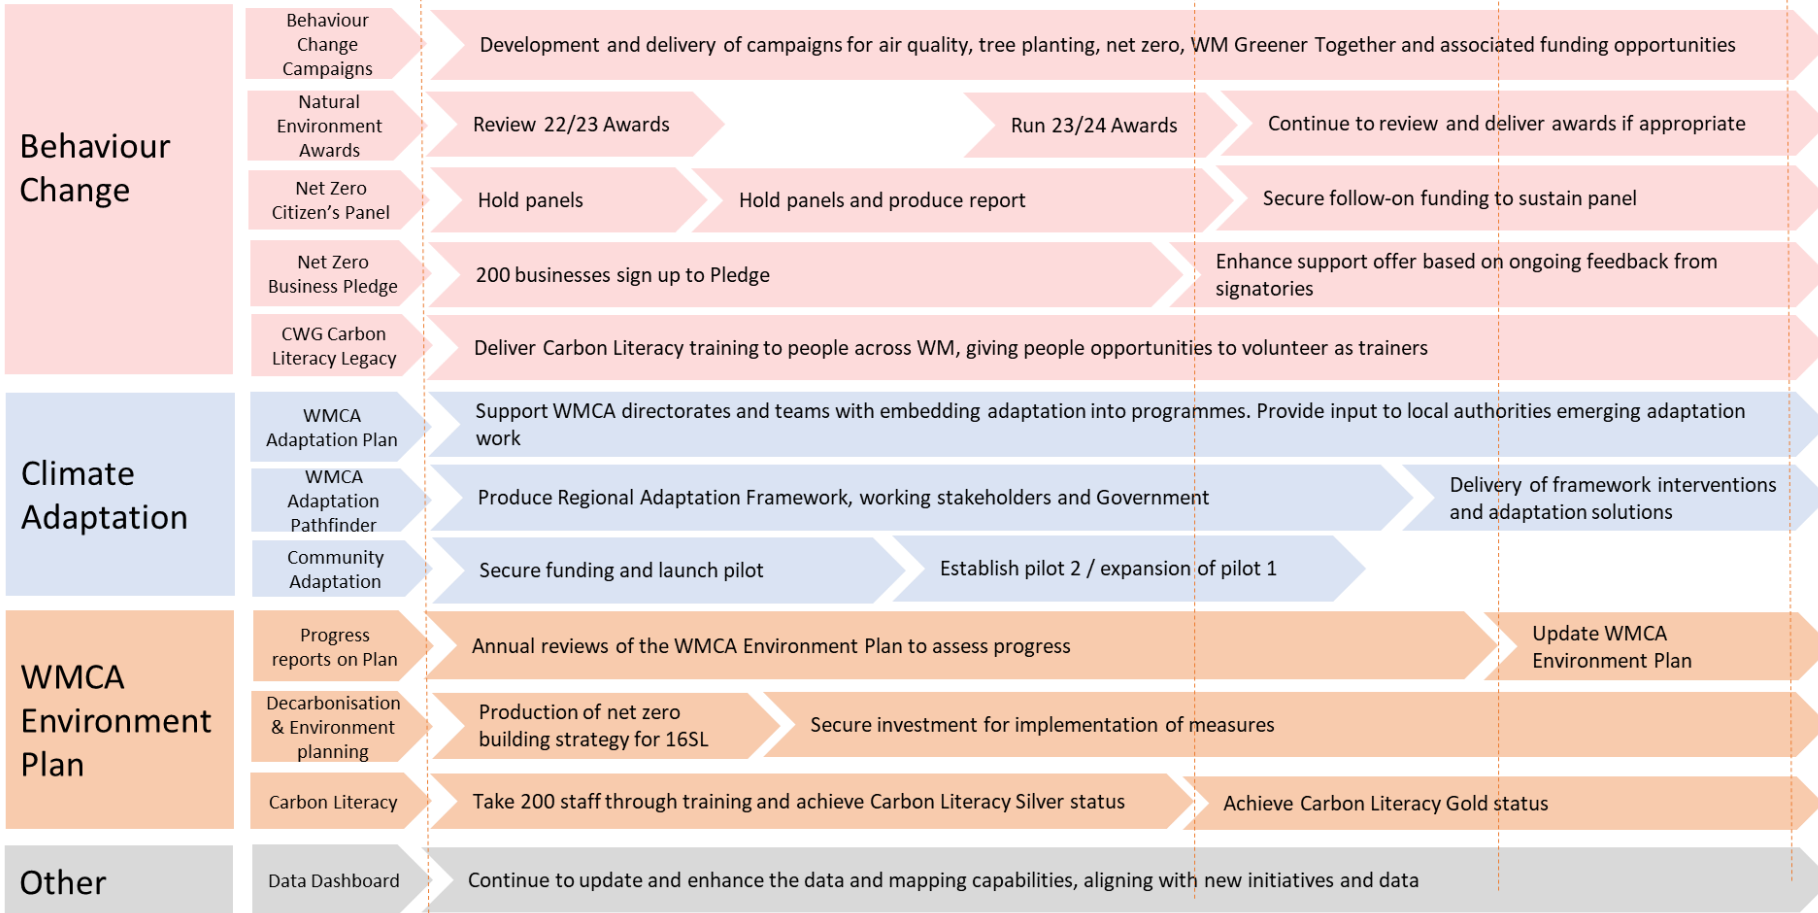 Behaviour
Change
Behaviour
Change
Campaigns
Development and delivery of campaigns for air quality, tree planting, net zero, WM Greener Together and associated funding opportunities
Natural
Environment
Awards
Review 22/23 Awards
Run 23/24 Awards
Continue to review and deliver awards if appropriate
Net Zero
Citizen's Panel
Hold panels
Hold panels and produce report
Secure follow-on funding to sustain panel
Net Zero
Business Pledge
200 businesses sign up to Pledge
Enhance support offer based on ongoing feedback from
signatories
CWG Carbon
Literacy Legacy
Deliver Carbon Literacy training to people across WM, giving people opportunities to volunteer as trainers
Climate
Adaptation
WMCA
Adaptation Plan
Support WMCA directorates and teams with embedding adaptation into programmes. Provide input to local authorities emerging adaptation
work
WMCA
Adaptation
Pathfinder
Produce Regional Adaptation Framework, working stakeholders and Government
Delivery of framework interventions
and adaptation solutions
Community
Adaptation
Secure funding and launch pilot
Establish pilot 2 / expansion of pilot 1
WMCA
Environment
Plan
Progress
reports on Plan
Annual reviews of the WMCA Environment Plan to assess progress
Update WMCA
Environment Plan
Decarbonisation
& Environment
planning
Production of net zero
building strategy for 16SL
Secure investment for implementation of measures
Carbon Literacy
Take 200 staff through training and achieve Carbon Literacy Silver status
Achieve Carbon Literacy Gold status
Other
Data Dashboard
Continue to update and enhance the data and mapping capabilities, aligning with new initiatives and data